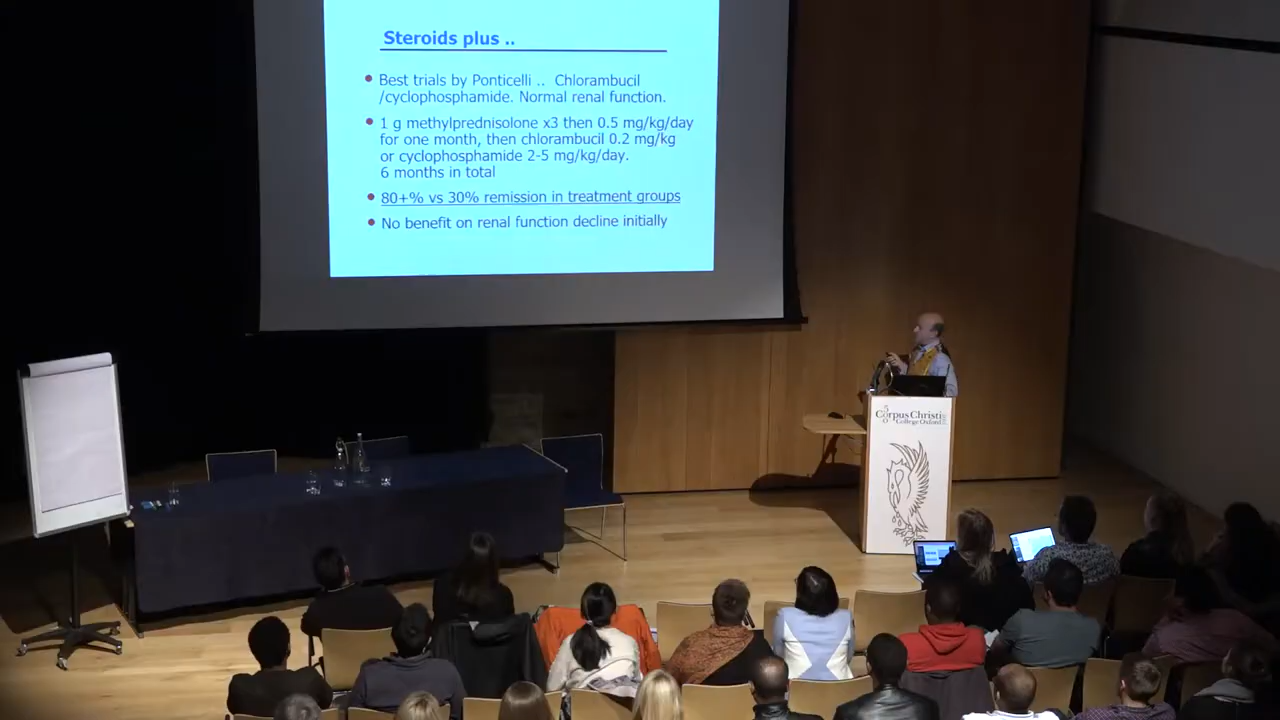 Steroids plus ..
Best trials by Ponticelli .. Chlorambucil
/cyclophosphamide. Normal renal function.
1 g methylprednisolone x3 then 0.5 mg/kg/day
for one month, then chlorambucil 0.2 mg/kg
or cyclophosphamide 2-5 mg/kg/day.
6 months in total
80+% vs 30% remission in treatment groups
No benefit on renal function decline initially
Corpus Christi
College Oxford